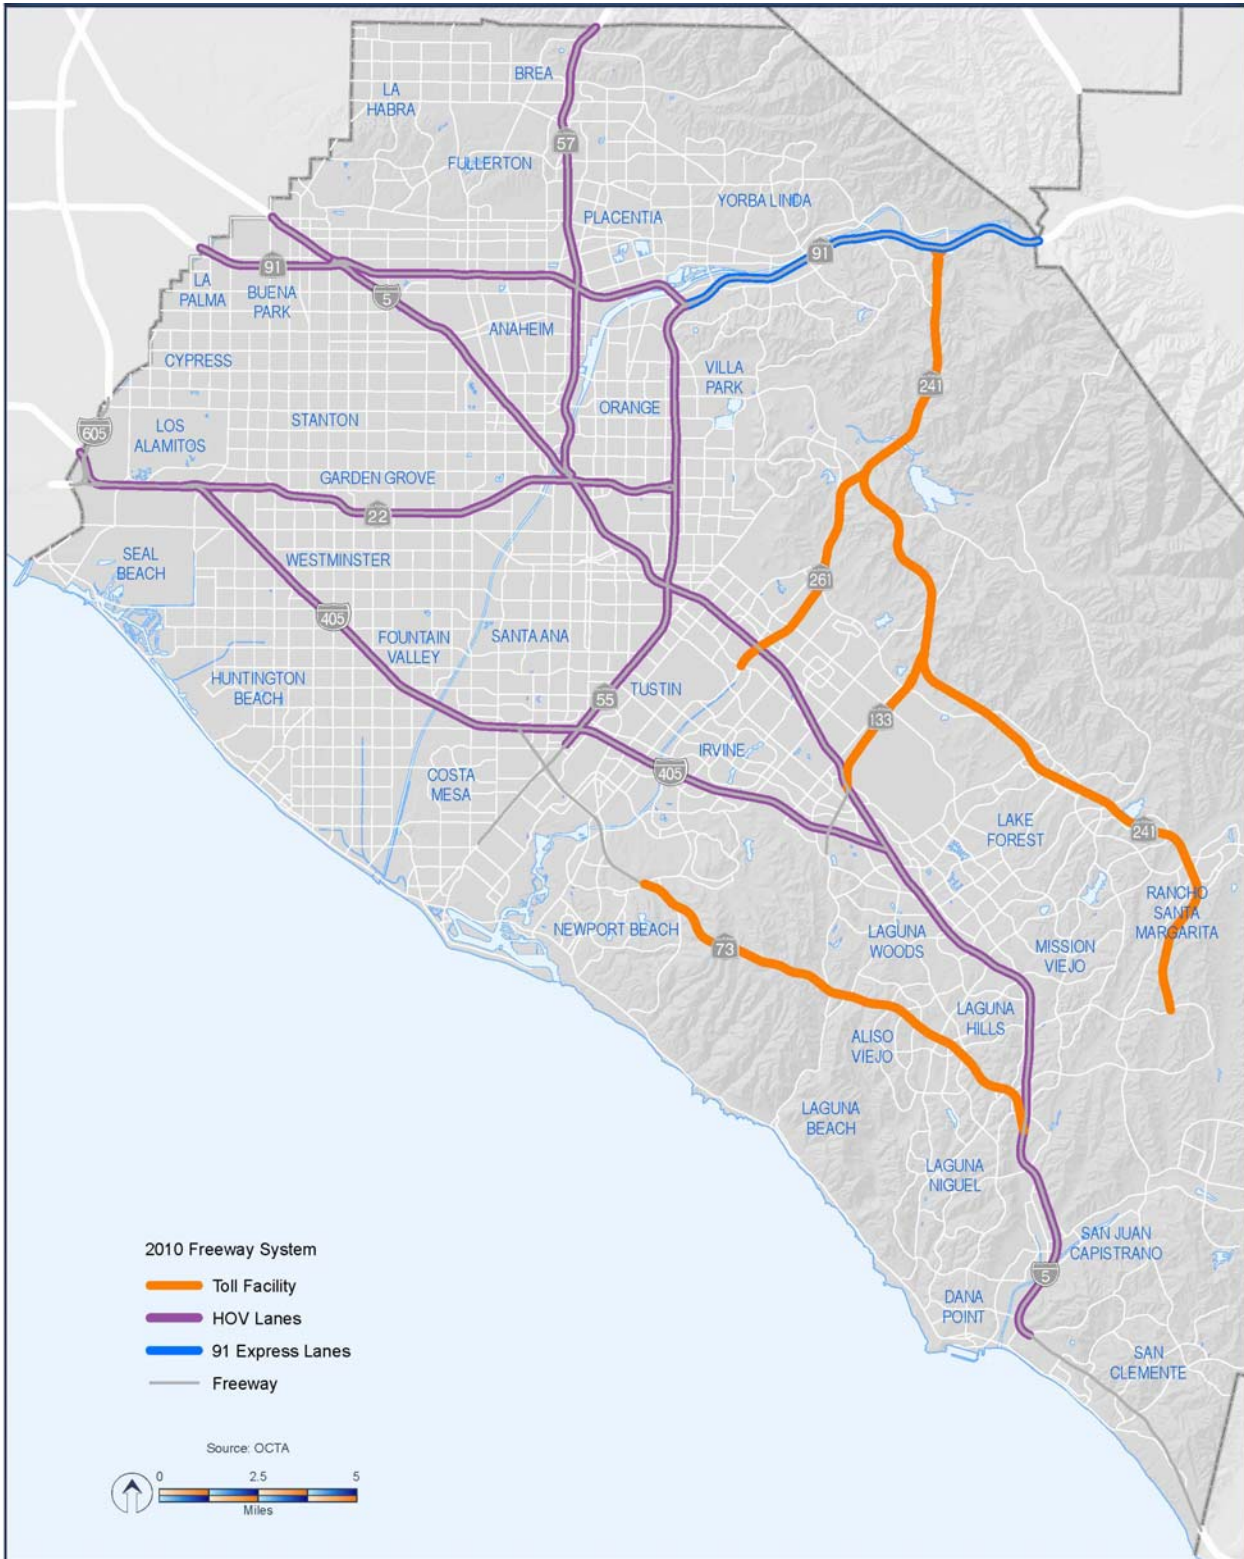 BREA
LA
HABRA
57
FULLERTON
YORBA LINDA
PLACENTIA
91
91
LA
PALMA
BUENA
PARK
5
ANAHEIM
CYPRESS
VILLA
PARK
241
ORANGE
STANTON
605
LOS
ALAMITOS
GARDEN GROVE
22
SEAL
BEACH
WESTMINSTER
261
405
FOUNTAIN
VALLEY
SANTA ANA
HUNTINGTON
BEACH
TUSTIN
55
133
IRVINE
405
COSTA
MESA
LAKE
FOREST
241
RANCHO
SANTA
MARGARITA
NEWPORT BEACH
LAGUNA
WOODS
73
MISSION
VIEJO
LAGUNA
HILLS
ALISO
VIEJO
LAGUNA
BEACH
LAGUNA
NIGUEL
SAN JUAN
CAPISTRANO
5
DANA
POINT
SAN
CLEMENTE
2010 Freeway System
Toll Facility
HOV Lanes
91 Express Lanes
Freeway
Source: OCTA
0 2.5 5
Miles